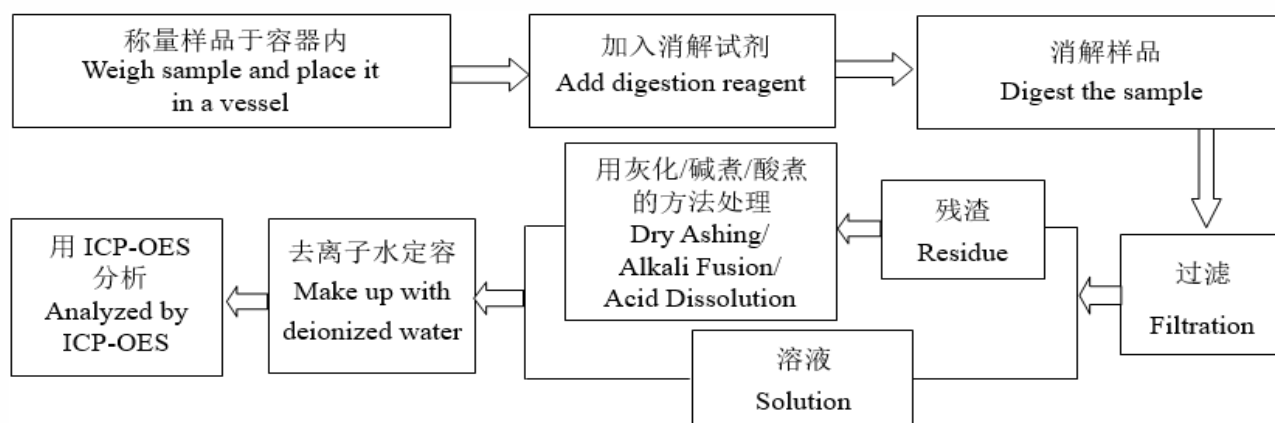 称量样品于容器内
Weigh sample and place it
in a vessel
加入消解试剂
Add digestion reagent
消解样品
Digest the sample
过滤
Filtration
残渣
Residue
用灰化/碱煮/酸煮
的方法处理
Dry Ashing/
Alkali Fusion/
Acid Dissolution
溶液
Solution
去离子水定容
Make up with
deionized water
用 ICP-OES
分析
Analyzed by
ICP-OES